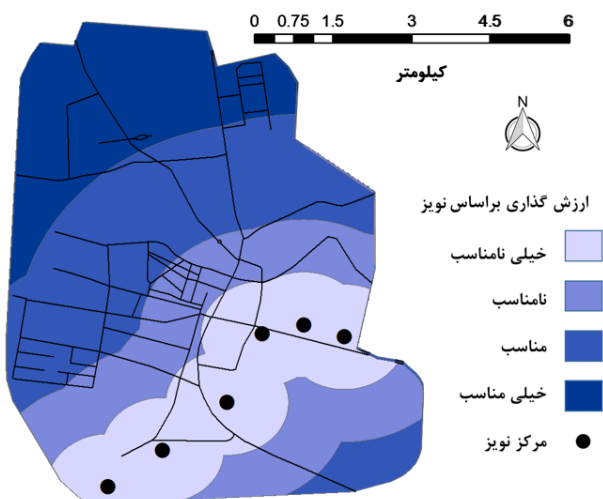 0 0.75 1.5 3 4.5 6
کیلومتر
N
ارزش گذاری براساس نویز
خیلی نامناسب
نامناسب
مناسب
خیلی مناسب
مرکز نویز